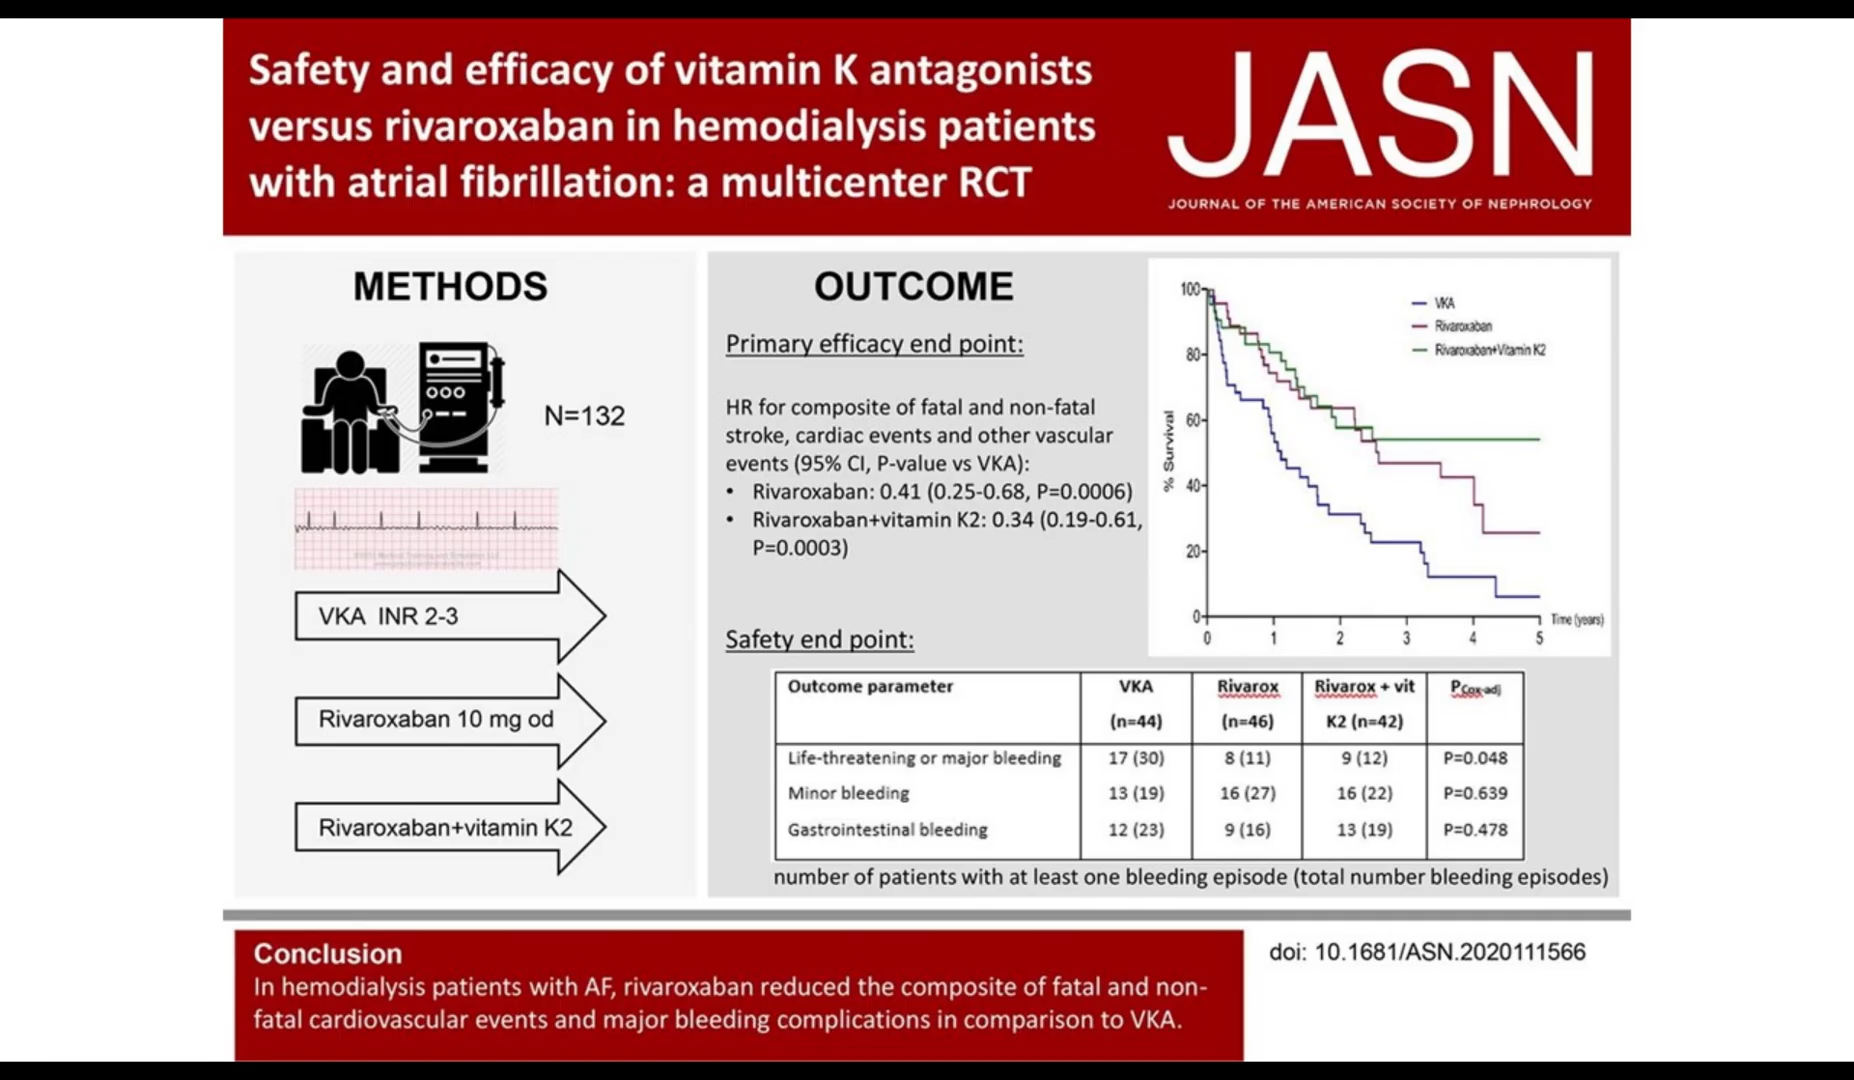 Safety and efficacy of vitamin K antagonists
versus rivaroxaban in hemodialysis patients
with atrial fibrillation: a multicenter RCT
JASN
JOURNAL OF THE AMERICAN SOCIETY OF NEPHROLOGY
METHODS
N=132
VKA INR 2-3
Rivaroxaban 10 mg od
Rivaroxaban+vitamin K2
OUTCOME
Primary efficacy end point:
HR for composite of fatal and non-fatal
stroke, cardiac events and other vascular
events (95% CI, P-value vs VKA):
• Rivaroxaban: 0.41 (0.25-0.68, P=0.0006)
• Rivaroxaban+vitamin K2: 0.34 (0.19-0.61,
P=0.0003)
% Survival
100
80
60
40
20
0
0 1 2 3 4 5
Time (years)
VKA
Rivaroxaban
Rivaroxaban+Vitamin K2
Safety end point:
Outcome parameter VKA Rivarox Rivarox + vit PCox-adj
(n=44) (n=46) K2 (n=42)
Life-threatening or major bleeding 17 (30) 8 (11) 9 (12) P=0.048
Minor bleeding 13 (19) 16 (27) 16 (22) P=0.639
Gastrointestinal bleeding 12 (23) 9 (16) 13 (19) P=0.478
number of patients with at least one bleeding episode (total number bleeding episodes)
Conclusion
In hemodialysis patients with AF, rivaroxaban reduced the composite of fatal and non-
fatal cardiovascular events and major bleeding complications in comparison to VKA.
doi: 10.1681/ASN.2020111566